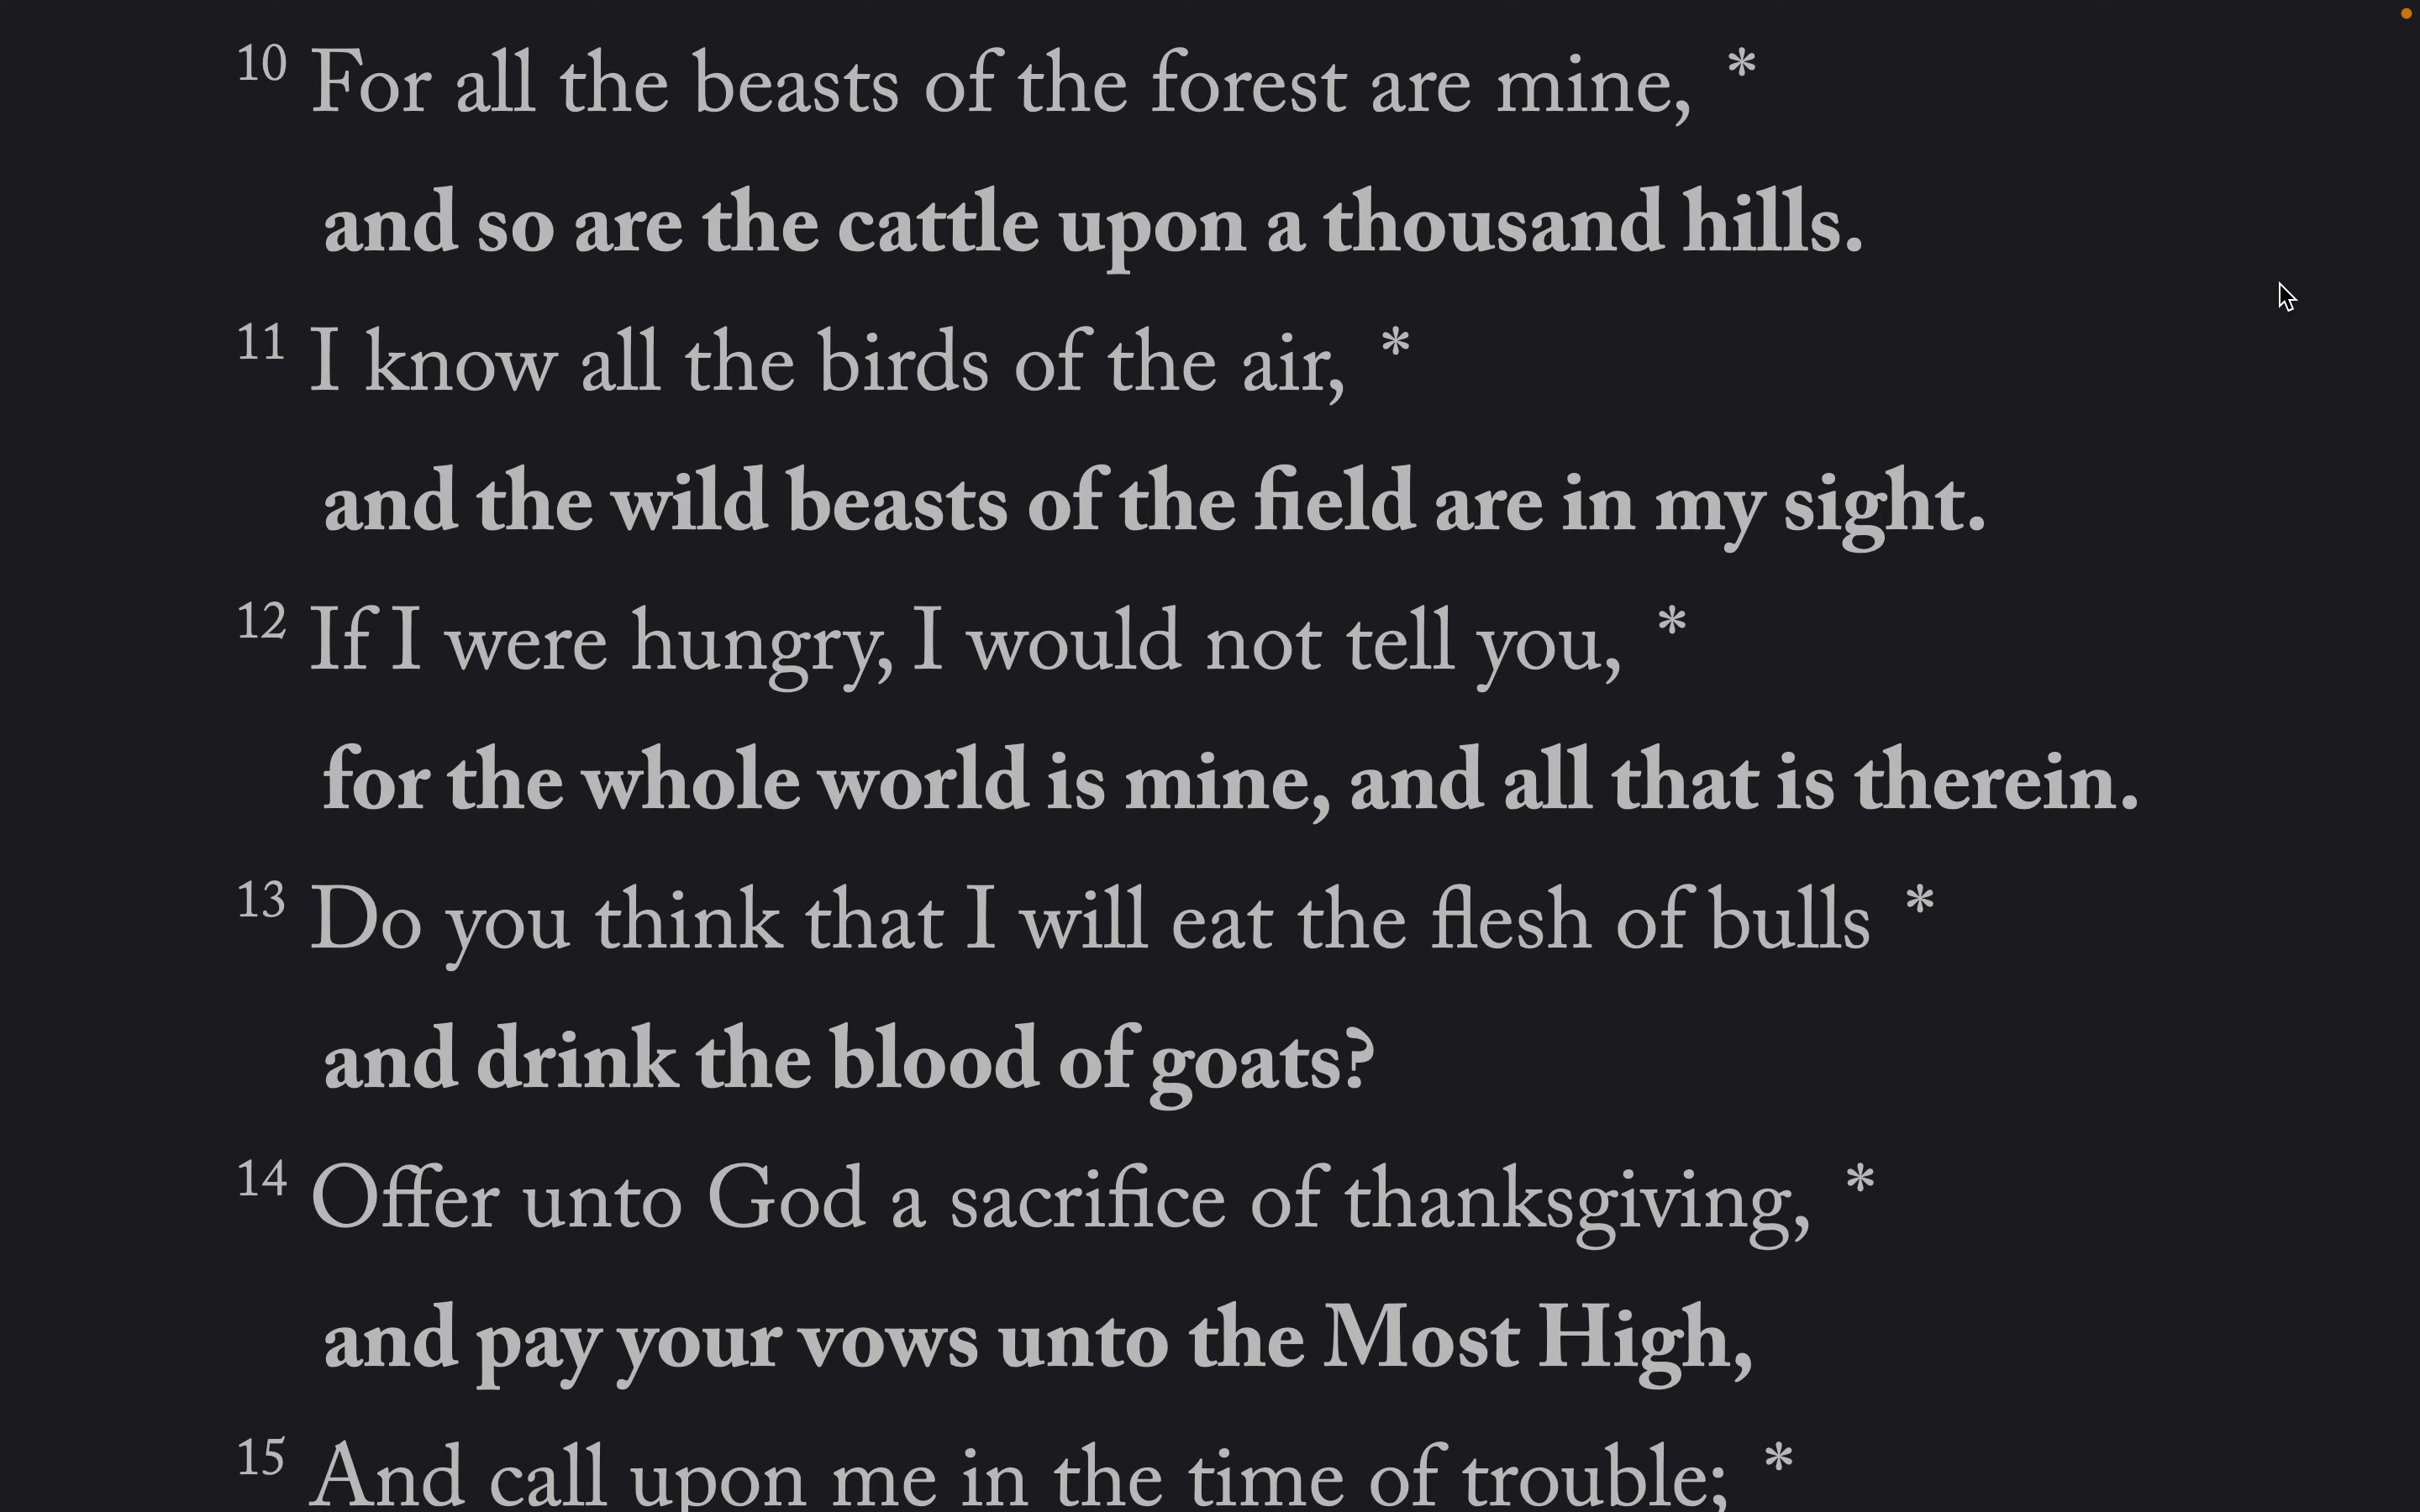 10 For all the beasts of the forest are mine, *
and so are the cattle upon a thousand hills.
11 I know all the birds of the air, *
and the wild beasts of the field are in my sight.
12 If I were hungry, I would not tell you, *
for the whole world is mine, and all that is therein.
13 Do you think that I will eat the flesh of bulls *
and drink the blood of goats?
14 Offer unto God a sacrifice of thanksgiving, *
and pay your vows unto the Most High,
15 And call upon me in the time of trouble; *